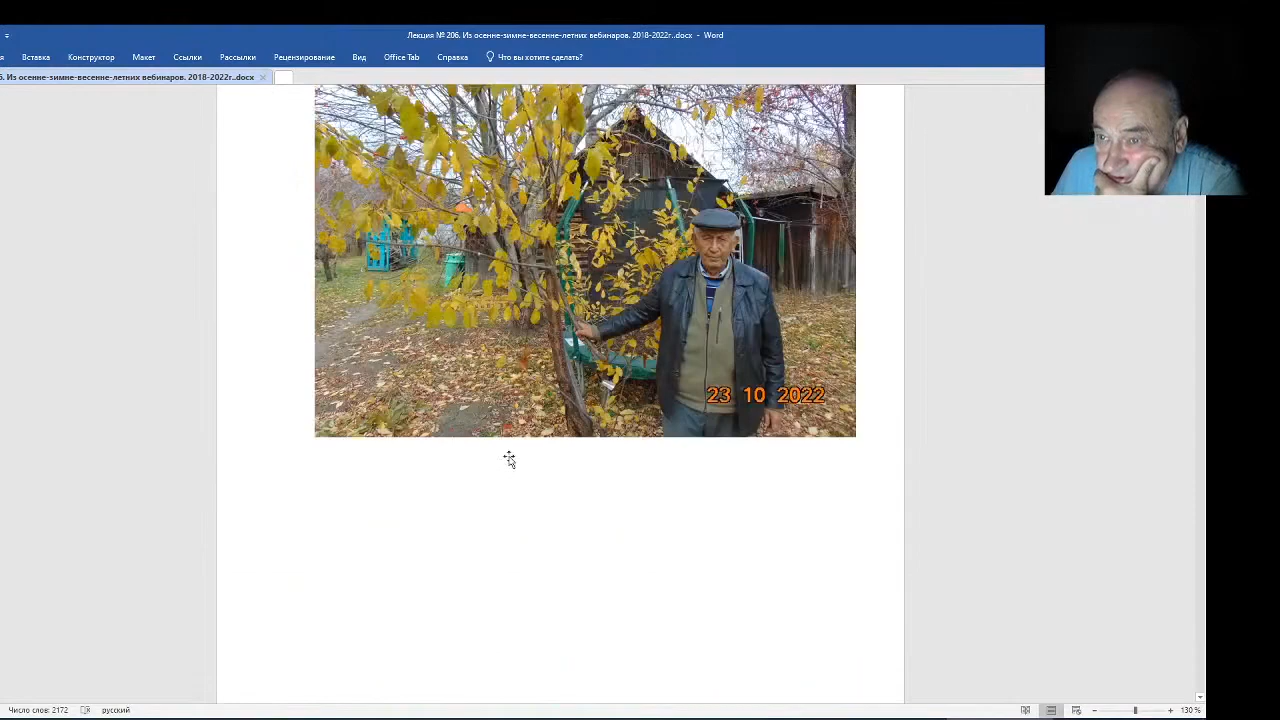 Лекция № 206. Из осенне-зимне-весенне-летних вебинаров. 2018-2022г..docx - Word
Вставка Конструктор Макет Ссылки Рассылки Рецензирование Вид Office Tab Справка Что вы хотите сделать?
6. Из осенне-зимне-весенне-летних вебинаров. 2018-2022г..docx
23 10 2022
Число слов: 2172 русский 130 %